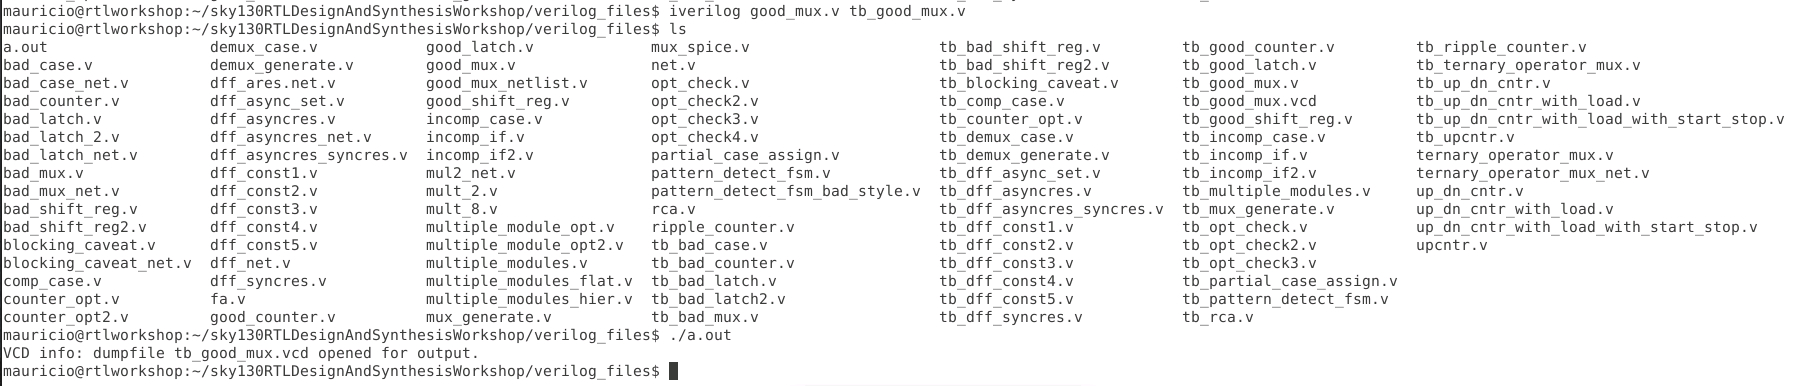 mauricio@rtlworkshop:~/sky130RTLDesignAndSynthesisWorkshop/verilog_files$ iverilog good_mux.v tb_good_mux.v
mauricio@rtlworkshop:~/sky130RTLDesignAndSynthesisWorkshop/verilog_files$ ls
a.out demux_case.v good_latch.v mux_spice.v tb_bad_shift_reg.v tb_good_counter.v tb_ripple_counter.v
bad_case.v demux_generate.v good_mux.v net.v tb_bad_shift_reg2.v tb_good_latch.v tb_ternary_operator_mux.v
bad_case_net.v dff_ares.net.v good_mux_netlist.v opt_check.v tb_blocking_caveat.v tb_good_mux.v tb_up_dn_cntr.v
bad_counter.v dff_async_set.v good_shift_reg.v opt_check2.v tb_comp_case.v tb_good_mux.vcd tb_up_dn_cntr_with_load.v
bad_latch.v dff_asyncres.v incomp_case.v opt_check3.v tb_counter_opt.v tb_good_shift_reg.v tb_up_dn_cntr_with_load_with_start_stop.v
bad_latch_2.v dff_asyncres_net.v incomp_if.v opt_check4.v tb_demux_case.v tb_incomp_case.v tb_upcntr.v
bad_latch_net.v dff_asyncres_syncres.v incomp_if2.v partial_case_assign.v tb_demux_generate.v tb_incomp_if.v ternary_operator_mux.v
bad_mux.v dff_const1.v mul2_net.v pattern_detect_fsm.v tb_dff_async_set.v tb_incomp_if2.v ternary_operator_mux_net.v
bad_mux_net.v dff_const2.v mult_2.v pattern_detect_fsm_bad_style.v tb_dff_asyncres.v tb_multiple_modules.v up_dn_cntr.v
bad_shift_reg.v dff_const3.v mult_8.v rca.v tb_dff_asyncres_syncres.v tb_mux_generate.v up_dn_cntr_with_load.v
bad_shift_reg2.v dff_const4.v multiple_module_opt.v ripple_counter.v tb_dff_const1.v tb_opt_check.v up_dn_cntr_with_load_with_start_stop.v
blocking_caveat.v dff_const5.v multiple_module_opt2.v tb_bad_case.v tb_dff_const2.v tb_opt_check2.v upcntr.v
blocking_caveat_net.v dff_net.v multiple_modules.v tb_bad_counter.v tb_dff_const3.v tb_opt_check3.v
comp_case.v dff_syncres.v multiple_modules_flat.v tb_bad_latch.v tb_dff_const4.v tb_partial_case_assign.v
counter_opt.v fa.v multiple_modules_hier.v tb_bad_latch2.v tb_dff_const5.v tb_pattern_detect_fsm.v
counter_opt2.v good_counter.v mux_generate.v tb_bad_mux.v tb_dff_syncres.v tb_rca.v
mauricio@rtlworkshop:~/sky130RTLDesignAndSynthesisWorkshop/verilog_files$ ./a.out
VCD info: dumpfile tb_good_mux.vcd opened for output.
mauricio@rtlworkshop:~/sky130RTLDesignAndSynthesisWorkshop/verilog_files$